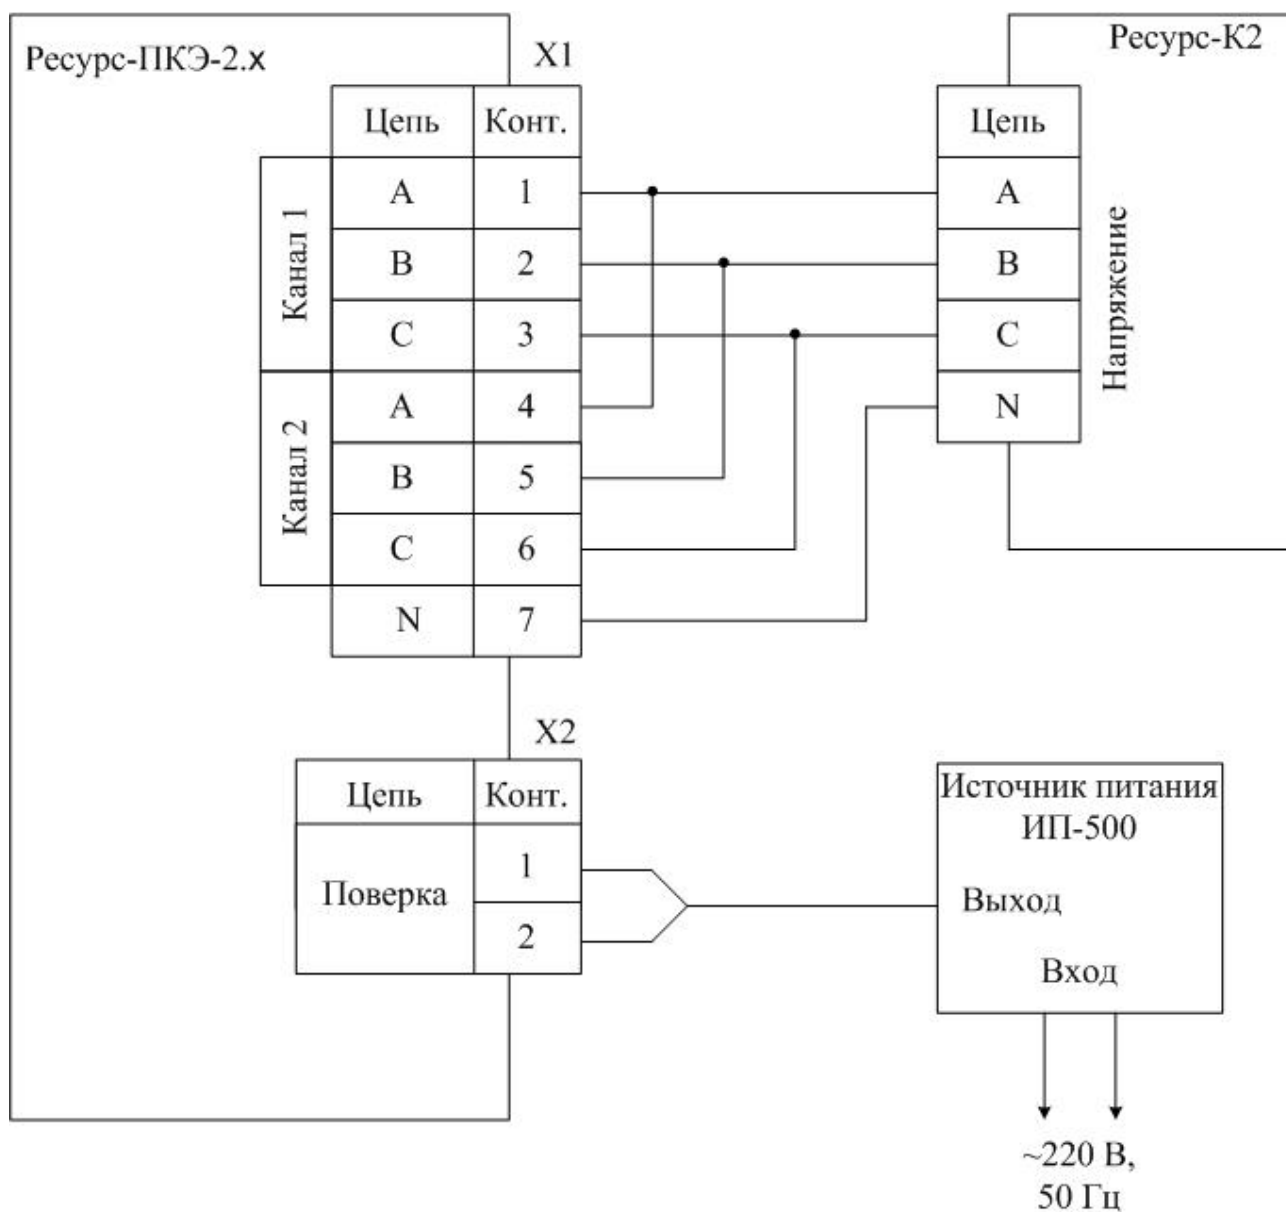 Ресурс-ПКЭ-2.x
X1
Ресурс-К2
Цепь Конт.
Канал 1
A 1
B 2
C 3
Канал 2
A 4
B 5
C 6
N 7
Цепь
A
B
C
N
Напряжение
X2
Цепь Конт.
Поверка
1
2
Источник питания
ИП-500
Выход
Вход
~220 В,
50 Гц